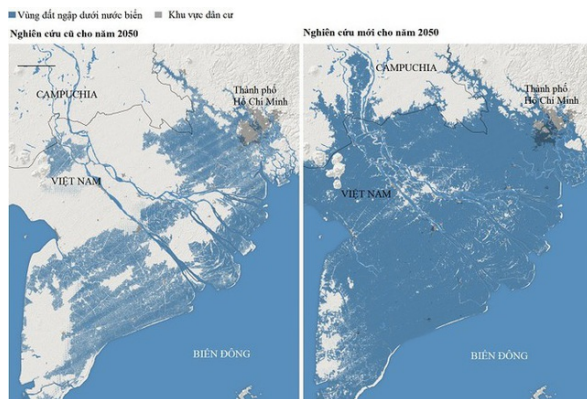 Vùng đất ngập dưới nước biển
Khu vực dân cư
Nghiên cứu cũ cho năm 2050
Nghiên cứu mới cho năm 2050
CAMPUCHIA
Thành phố
Hồ Chí Minh
VIỆT NAM
BIỂN ĐÔNG
CAMPUCHIA
Thành phố
Hồ Chí Minh
VIỆT NAM
BIỂN ĐÔNG